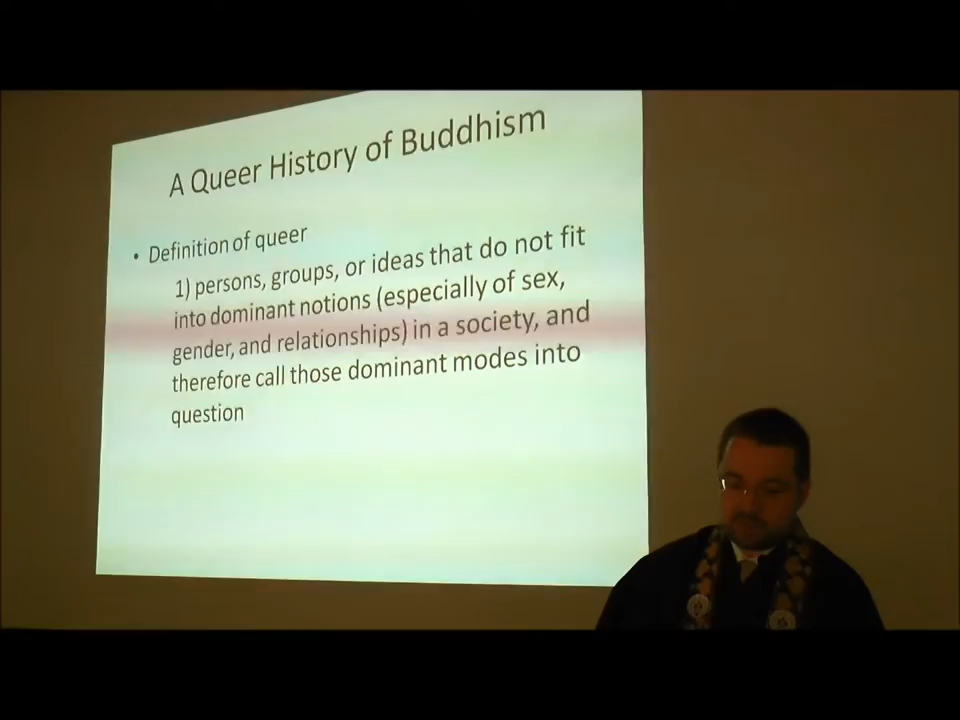 A Queer History of Buddhism
• Definition of queer
1) persons, groups, or ideas that do not fit
into dominant notions (especially of sex,
gender, and relationships) in a society, and
therefore call those dominant modes into
question